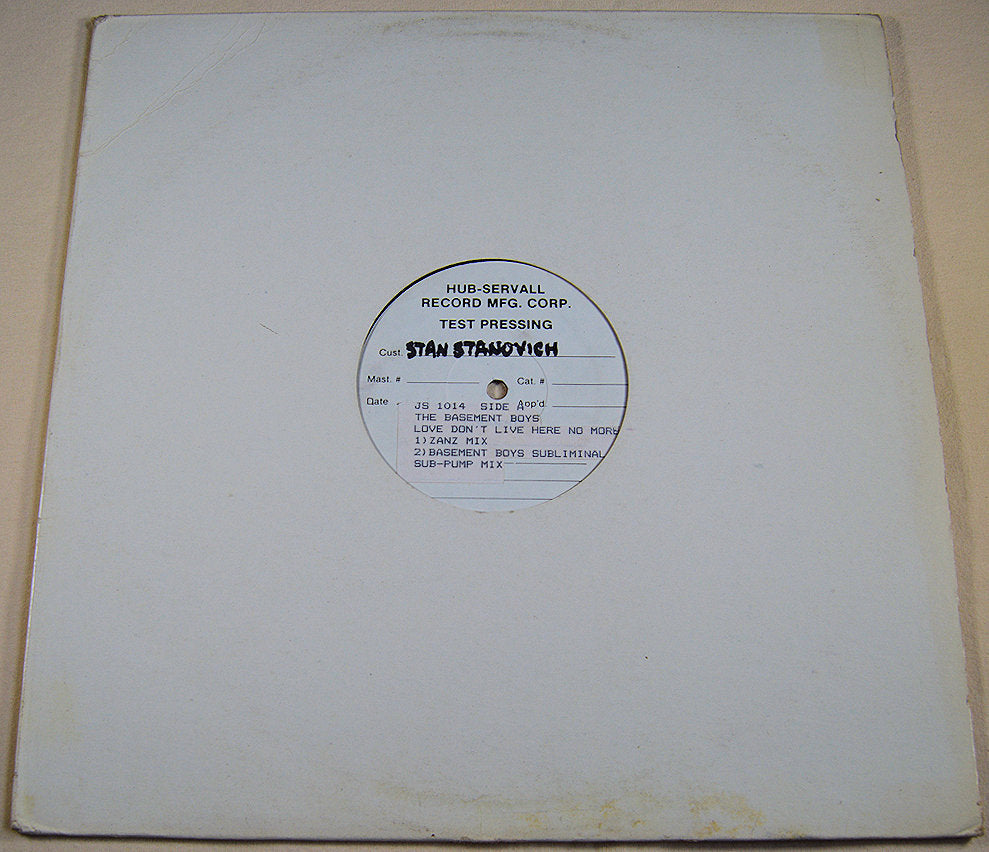 HUB-SERVALL
RECORD MFG. CORP.
TEST PRESSING
Cust. STAN STANOVICH
Mast. # Cat. #
Date App'd.
JS 1014 SIDE A
THE BASEMENT BOYS
LOVE DON'T LIVE HERE NO MORE
1)ZANZ MIX
2)BASEMENT BOYS SUBLIMINAL
SUB-PUMP MIX